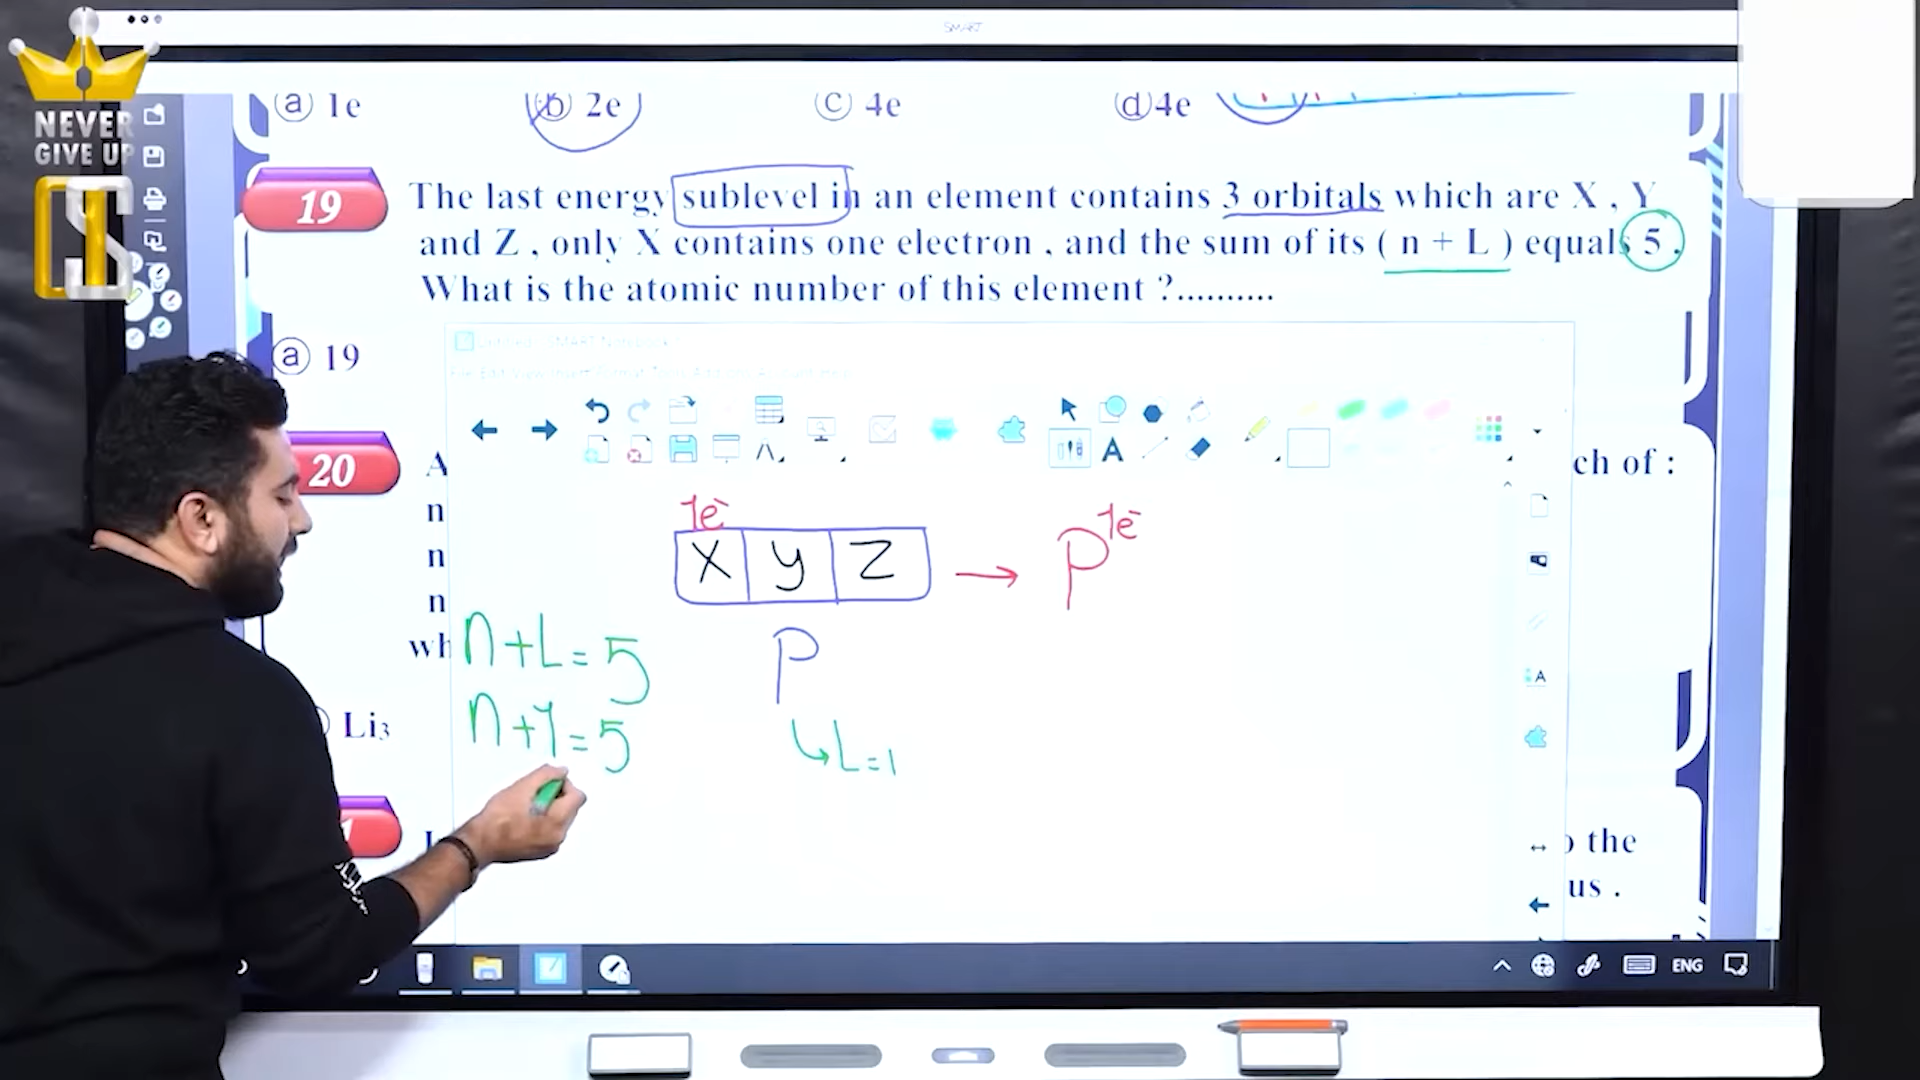 SMART
NEVER
GIVE UP
ⓐ 1e ⓑ 2e ⓒ 4e ⓓ 4e
19 The last energy sublevel in an element contains 3 orbitals which are X , Y
and Z , only X contains one electron , and the sum of its ( n + L ) equals 5 .
What is the atomic number of this element ?..........
ⓐ 19
20 A
ch of :
n
n
n
wh
1e-
X Y Z → P 1e-
n+L=5
P
n+1=5
L=1
Li3
o the
us .
ENG